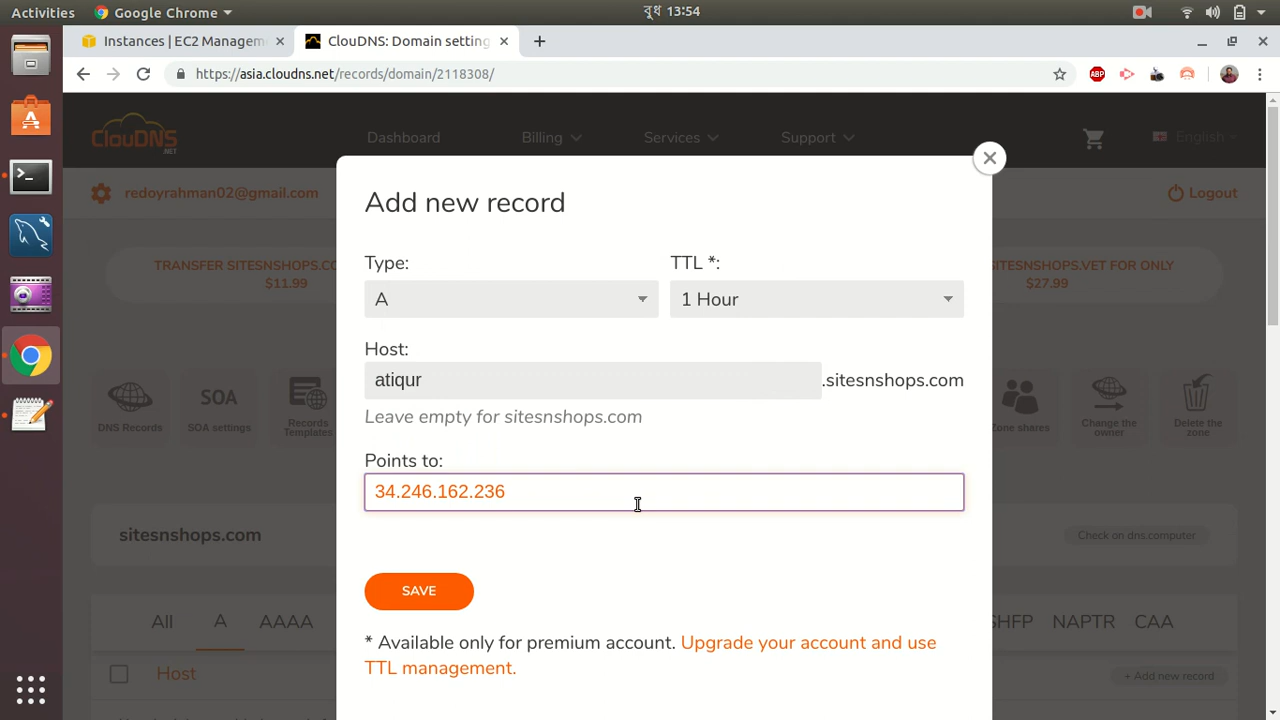 Activities
Google Chrome
বুধ 13:54
Instances | EC2 Managem
ClouDNS: Domain setting
https://asia.cloudns.net/records/domain/2118308/
ABP
ClouDNS
.NET
Dashboard
Billing
Services
Support
English
redoyrahman02@gmail.com
Logout
TRANSFER SITESNSHOPS.CO
$11.99
SITESNSHOPS.VET FOR ONLY
$27.99
Add new record
Type:
TTL *:
A
1 Hour
Host:
atiqur
.sitesnshops.com
Leave empty for sitesnshops.com
Points to:
34.246.162.236
SAVE
* Available only for premium account. Upgrade your account and use
TTL management.
DNS Records
SOA
SOA settings
Records
Templates
Zone shares
Change the
owner
Delete the
zone
sitesnshops.com
Check on dns.computer
All
A
AAAA
SHFP
NAPTR
CAA
Host
+ Add new record